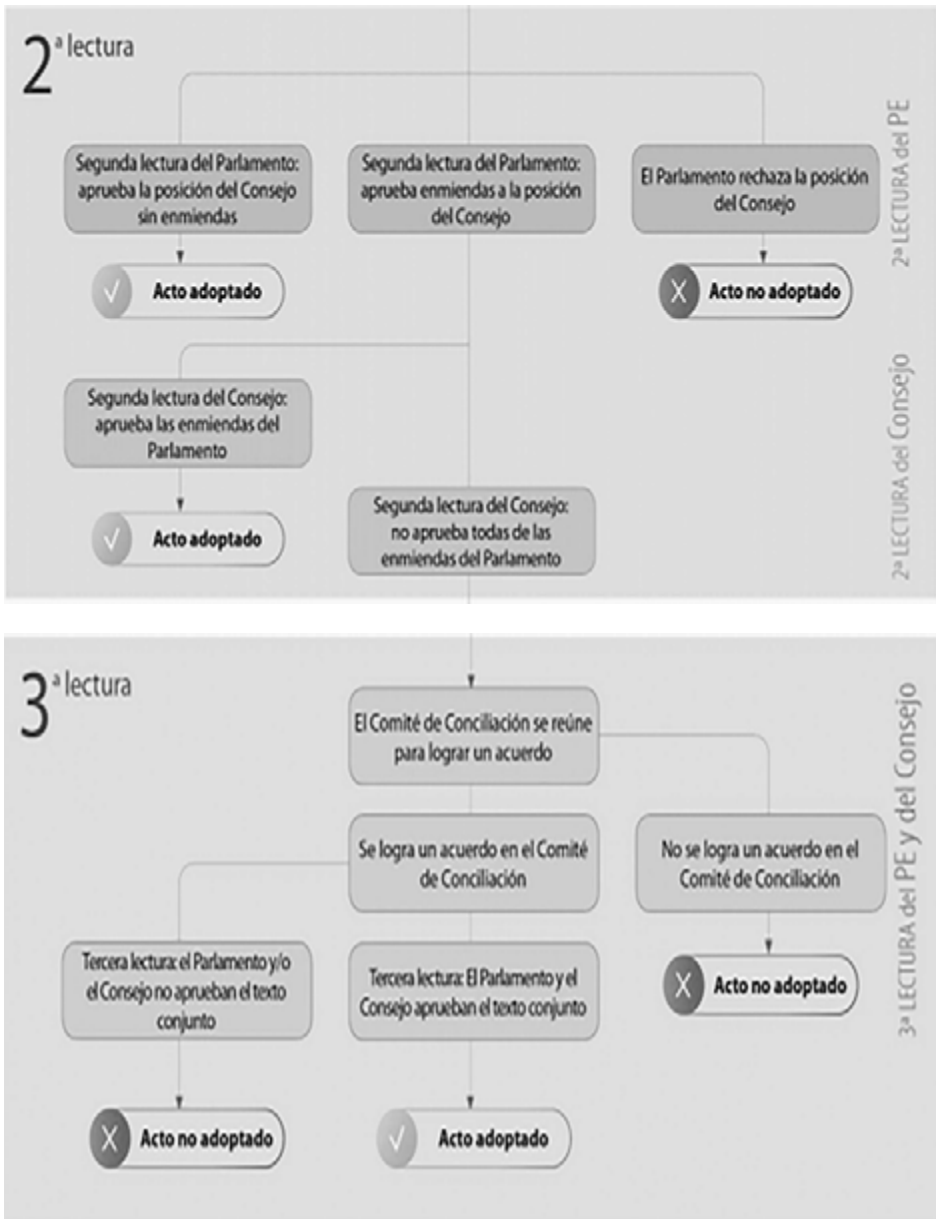 2ª lectura
Segunda lectura del Parlamento:
aprueba la posición del Consejo
sin enmiendas
Segunda lectura del Parlamento:
aprueba enmiendas a la posición
del Consejo
El Parlamento rechaza la posición
del Consejo
2ª LECTURA del PE
Acto adoptado
Acto no adoptado
Segunda lectura del Consejo:
aprueba las enmiendas del
Parlamento
Acto adoptado
Segunda lectura del Consejo:
no aprueba todas de las
enmiendas del Parlamento
2ª LECTURA del Consejo
3ª lectura
El Comité de Conciliación se reúne
para lograr un acuerdo
Se logra un acuerdo en el Comité
de Conciliación
No se logra un acuerdo en el
Comité de Conciliación
Acto no adoptado
Tercera lectura: el Parlamento y/o
el Consejo no aprueban el texto
conjunto
Tercera lectura: El Parlamento y el
Consejo aprueban el texto conjunto
Acto no adoptado
Acto adoptado
3ª LECTURA del PE y del Consejo